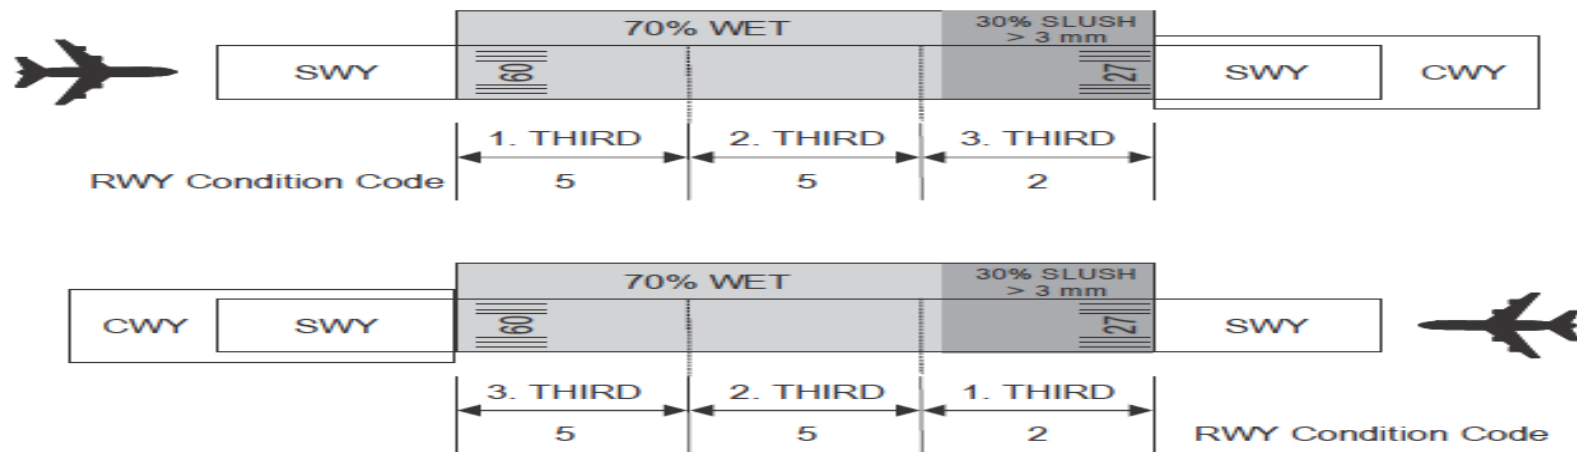 70% WET
30% SLUSH
> 3 mm
SWY
09
27
SWY
CWY
1. THIRD
2. THIRD
3. THIRD
RWY Condition Code
5
5
2
70% WET
30% SLUSH
> 3 mm
CWY
SWY
09
27
SWY
3. THIRD
2. THIRD
1. THIRD
5
5
2
RWY Condition Code